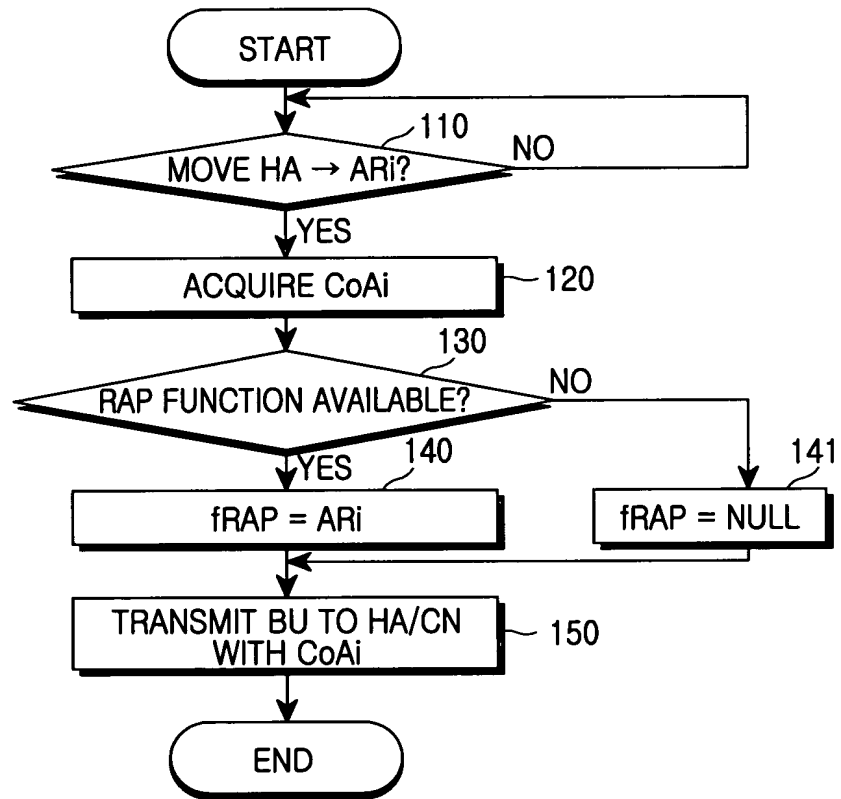 START
110
MOVE HA → ARi?
NO
YES
ACQUIRE CoAi
120
130
RAP FUNCTION AVAILABLE?
NO
YES
140
141
fRAP = ARi
fRAP = NULL
TRANSMIT BU TO HA/CN
WITH CoAi
150
END